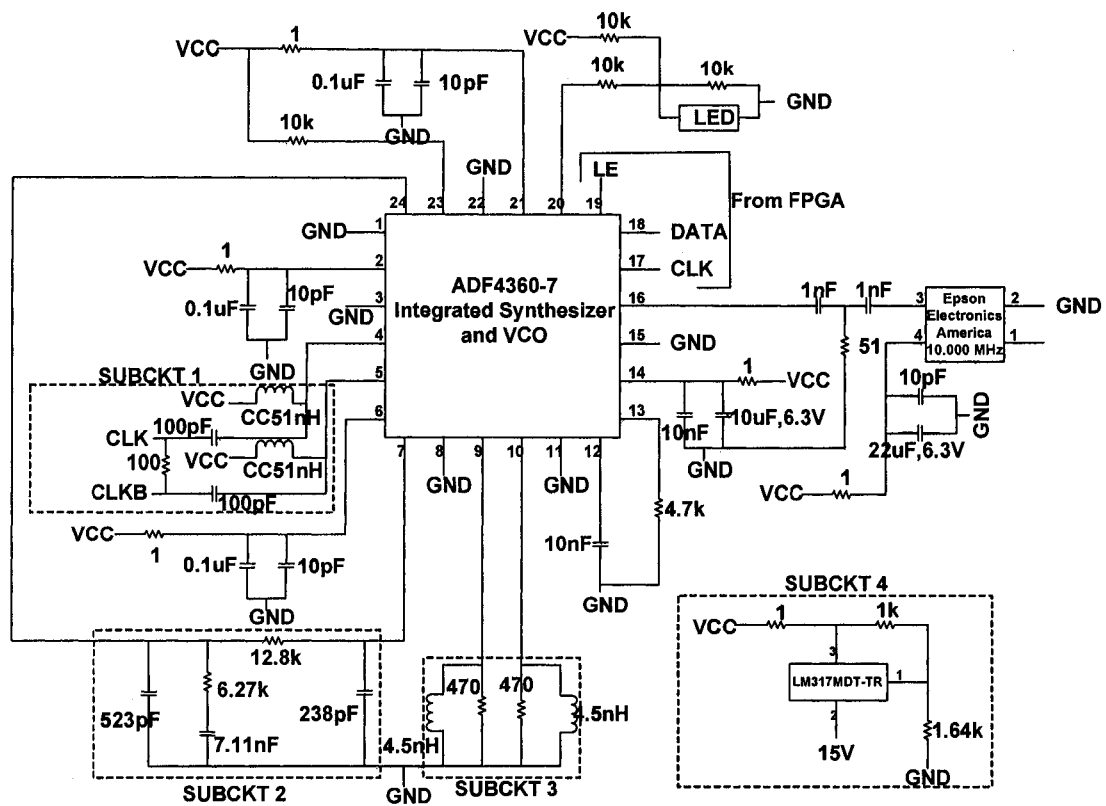 10k
VCC
1
VCC
0.1uF
10pF
10k
10k
GND
LED
GND
10k
GND
LE
From FPGA
24
23
22
21
20
19
GND
1
18
DATA
VCC
1
2
17
CLK
0.1uF
10pF
3
GND
ADF4360-7
Integrated Synthesizer
and VCO
16
1nF
1nF
3
Epson
Electronics
America
10.000 MHz
2
GND
4
1
4
15
GND
51
GND
SUBCKT 1
VCC
CC51nH
5
14
1
VCC
10nF
10uF,6.3V
10pF
GND
22uF,6.3V
100pF
CLK
6
13
100
VCC
CC51nH
CLKB
100pF
7
8
9
10
11
12
GND
GND
GND
VCC
1
4.7k
VCC
1
0.1uF
10pF
10nF
GND
GND
SUBCKT 4
VCC
1
1k
3
LM317MDT-TR
1
2
15V
1.64k
GND
12.8k
6.27k
523pF
238pF
7.11nF
470
470
4.5nH
4.5nH
SUBCKT 2
GND
SUBCKT 3